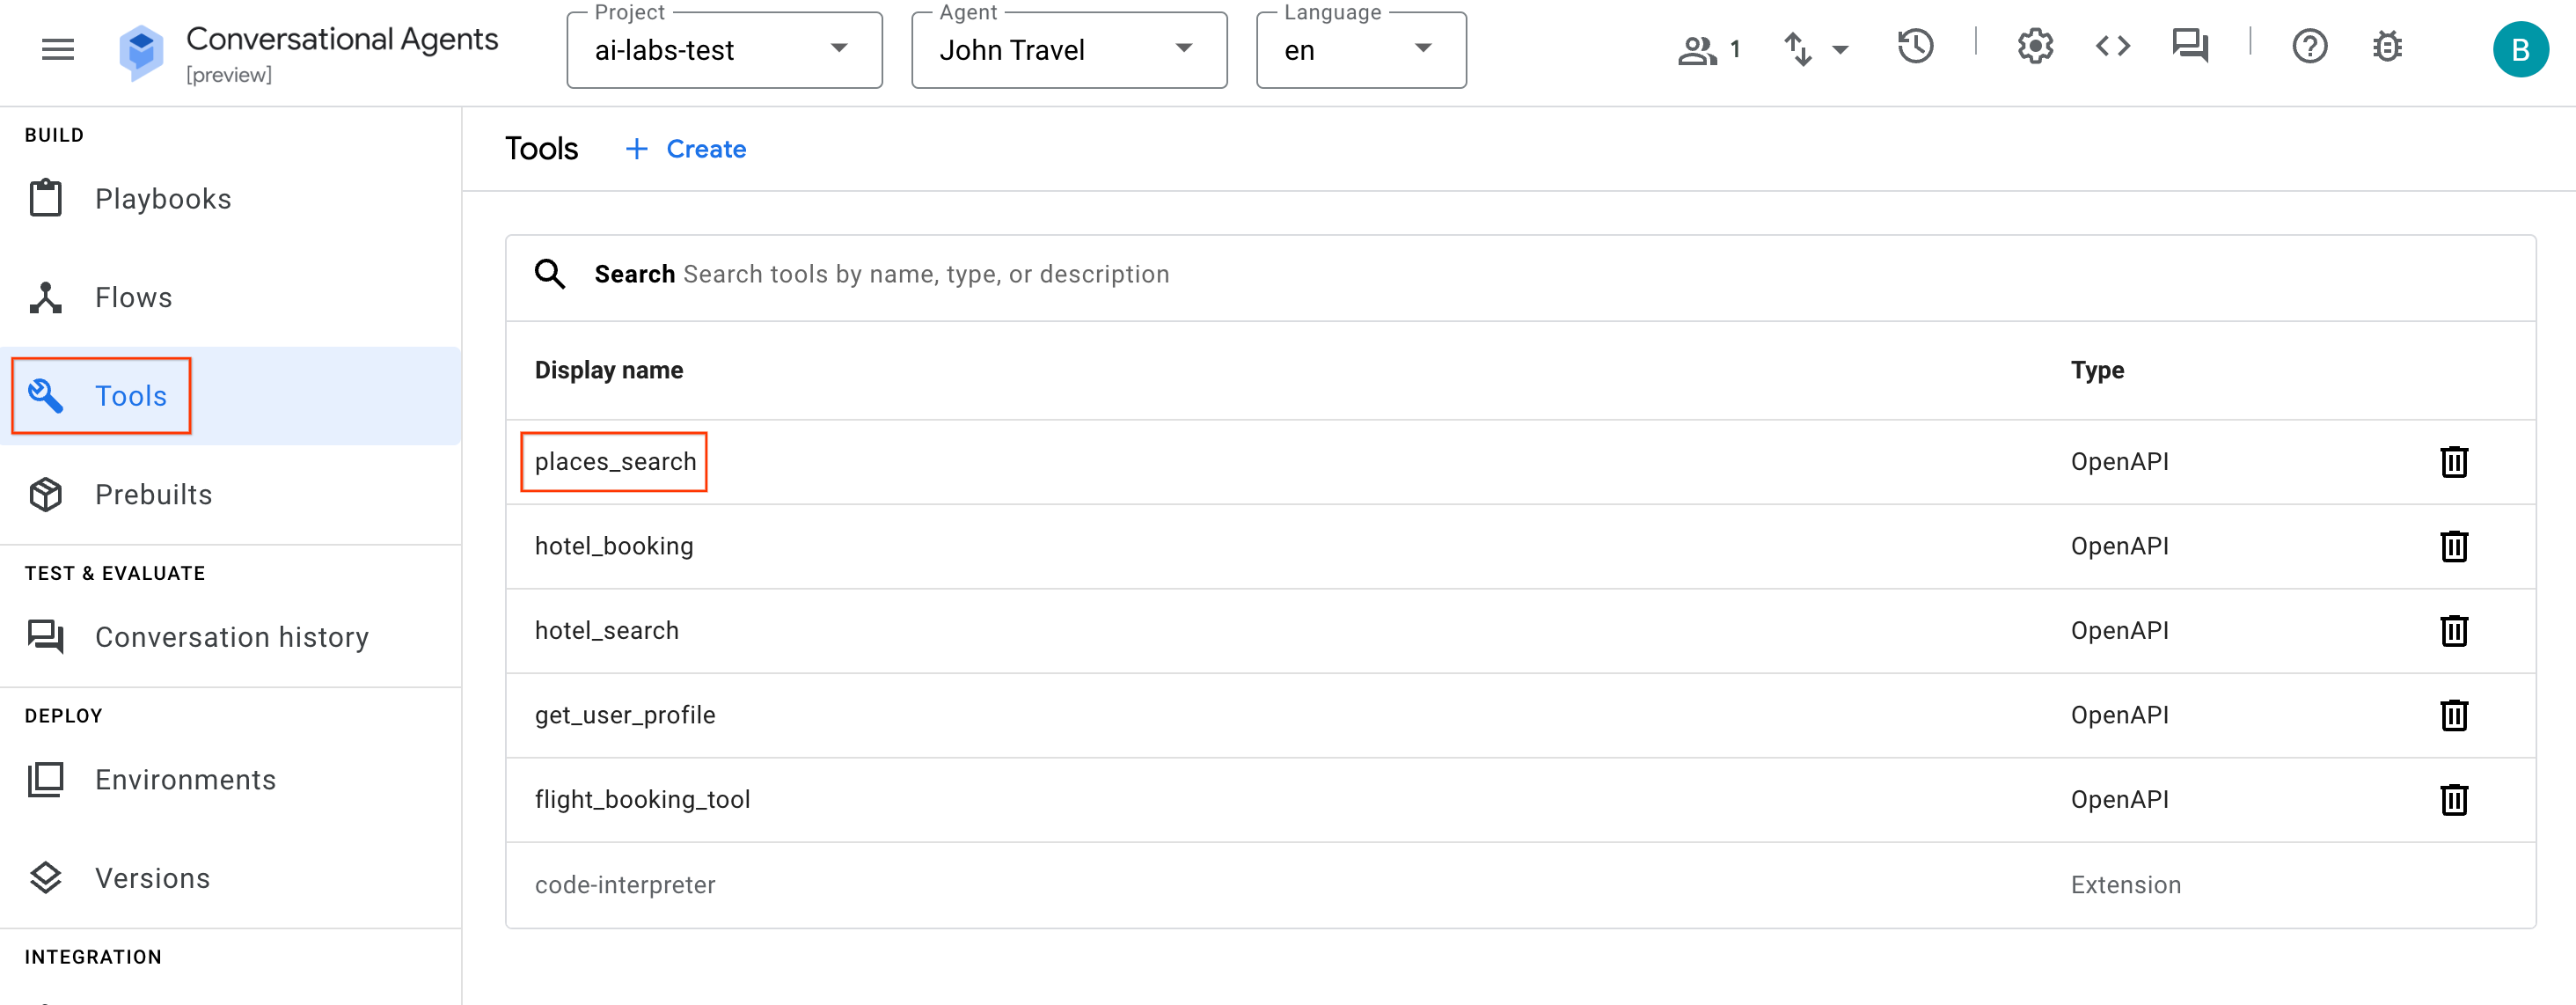 Conversational Agents
[preview]
Project
ai-labs-test
Agent
John Travel
Language
en
1
B
BUILD
Playbooks
Flows
Tools
Prebuilts
TEST & EVALUATE
Conversation history
DEPLOY
Environments
Versions
INTEGRATION
Tools
Create
Search Search tools by name, type, or description
Display name Type
places_search OpenAPI
hotel_booking OpenAPI
hotel_search OpenAPI
get_user_profile OpenAPI
flight_booking_tool OpenAPI
code-interpreter Extension